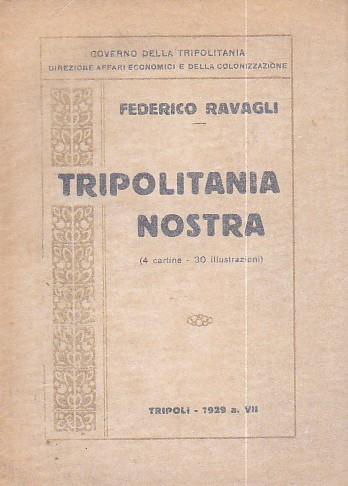 GOVERNO DELLA TRIPOLITANIA
DIREZIONE AFFARI ECONOMICI E DELLA COLONIZZAZIONE
FEDERICO RAVAGLI
TRIPOLITANIA
NOSTRA
(4 cartine - 30 illustrazioni)
TRIPOLI - 1929 a. VII